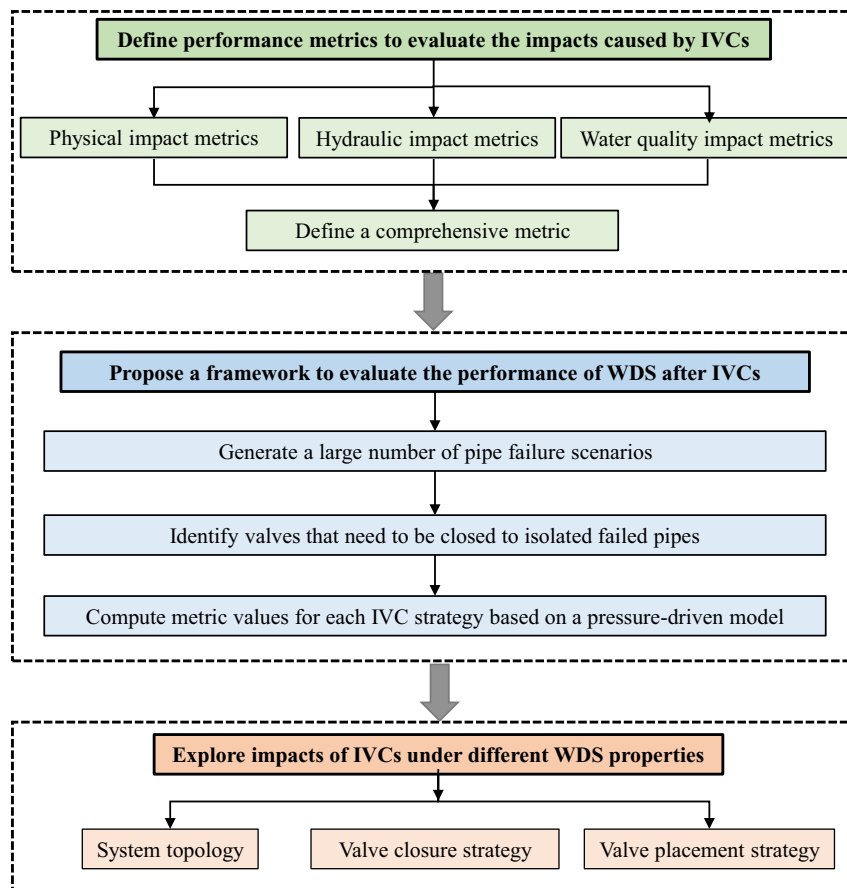 Define performance metrics to evaluate the impacts caused by IVCs
Physical impact metrics
Hydraulic impact metrics
Water quality impact metrics
Define a comprehensive metric
Propose a framework to evaluate the performance of WDS after IVCs
Generate a large number of pipe failure scenarios
Identify valves that need to be closed to isolated failed pipes
Compute metric values for each IVC strategy based on a pressure-driven model
Explore impacts of IVCs under different WDS properties
System topology
Valve closure strategy
Valve placement strategy